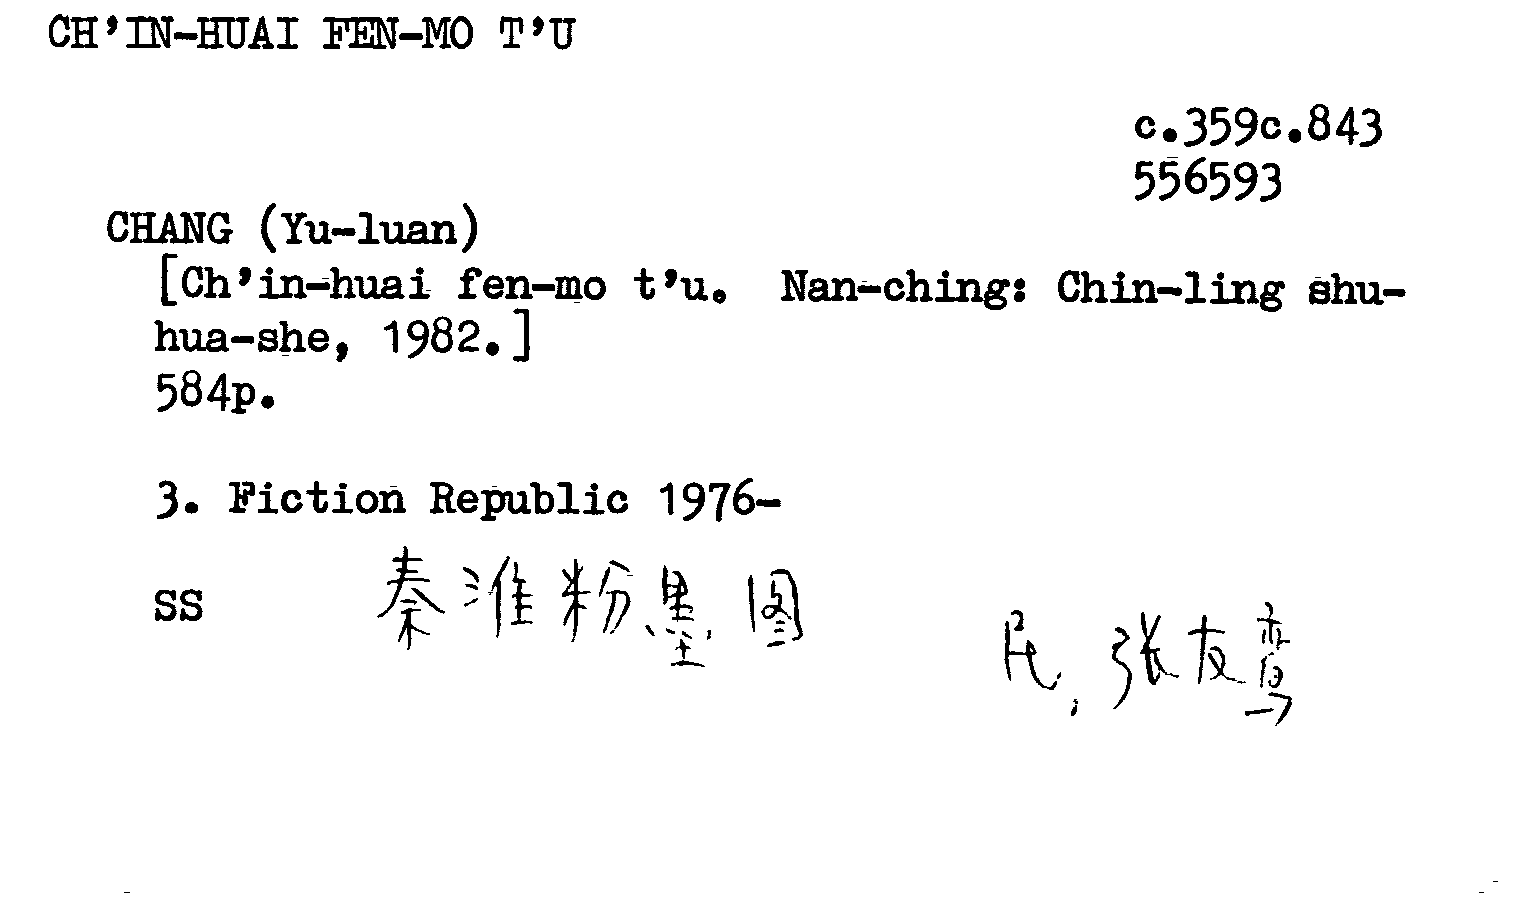 CH'IN-HUAI FEN-MO T'U
c.359c.843
556593
CHANG (Yu-luan)
[Ch'in-huai fen-mo t'u. Nan-ching: Chin-ling shu-
hua-she, 1982.]
584p.
3. Fiction Republic 1976-
SS 秦淮粉墨图
民,张友鸾